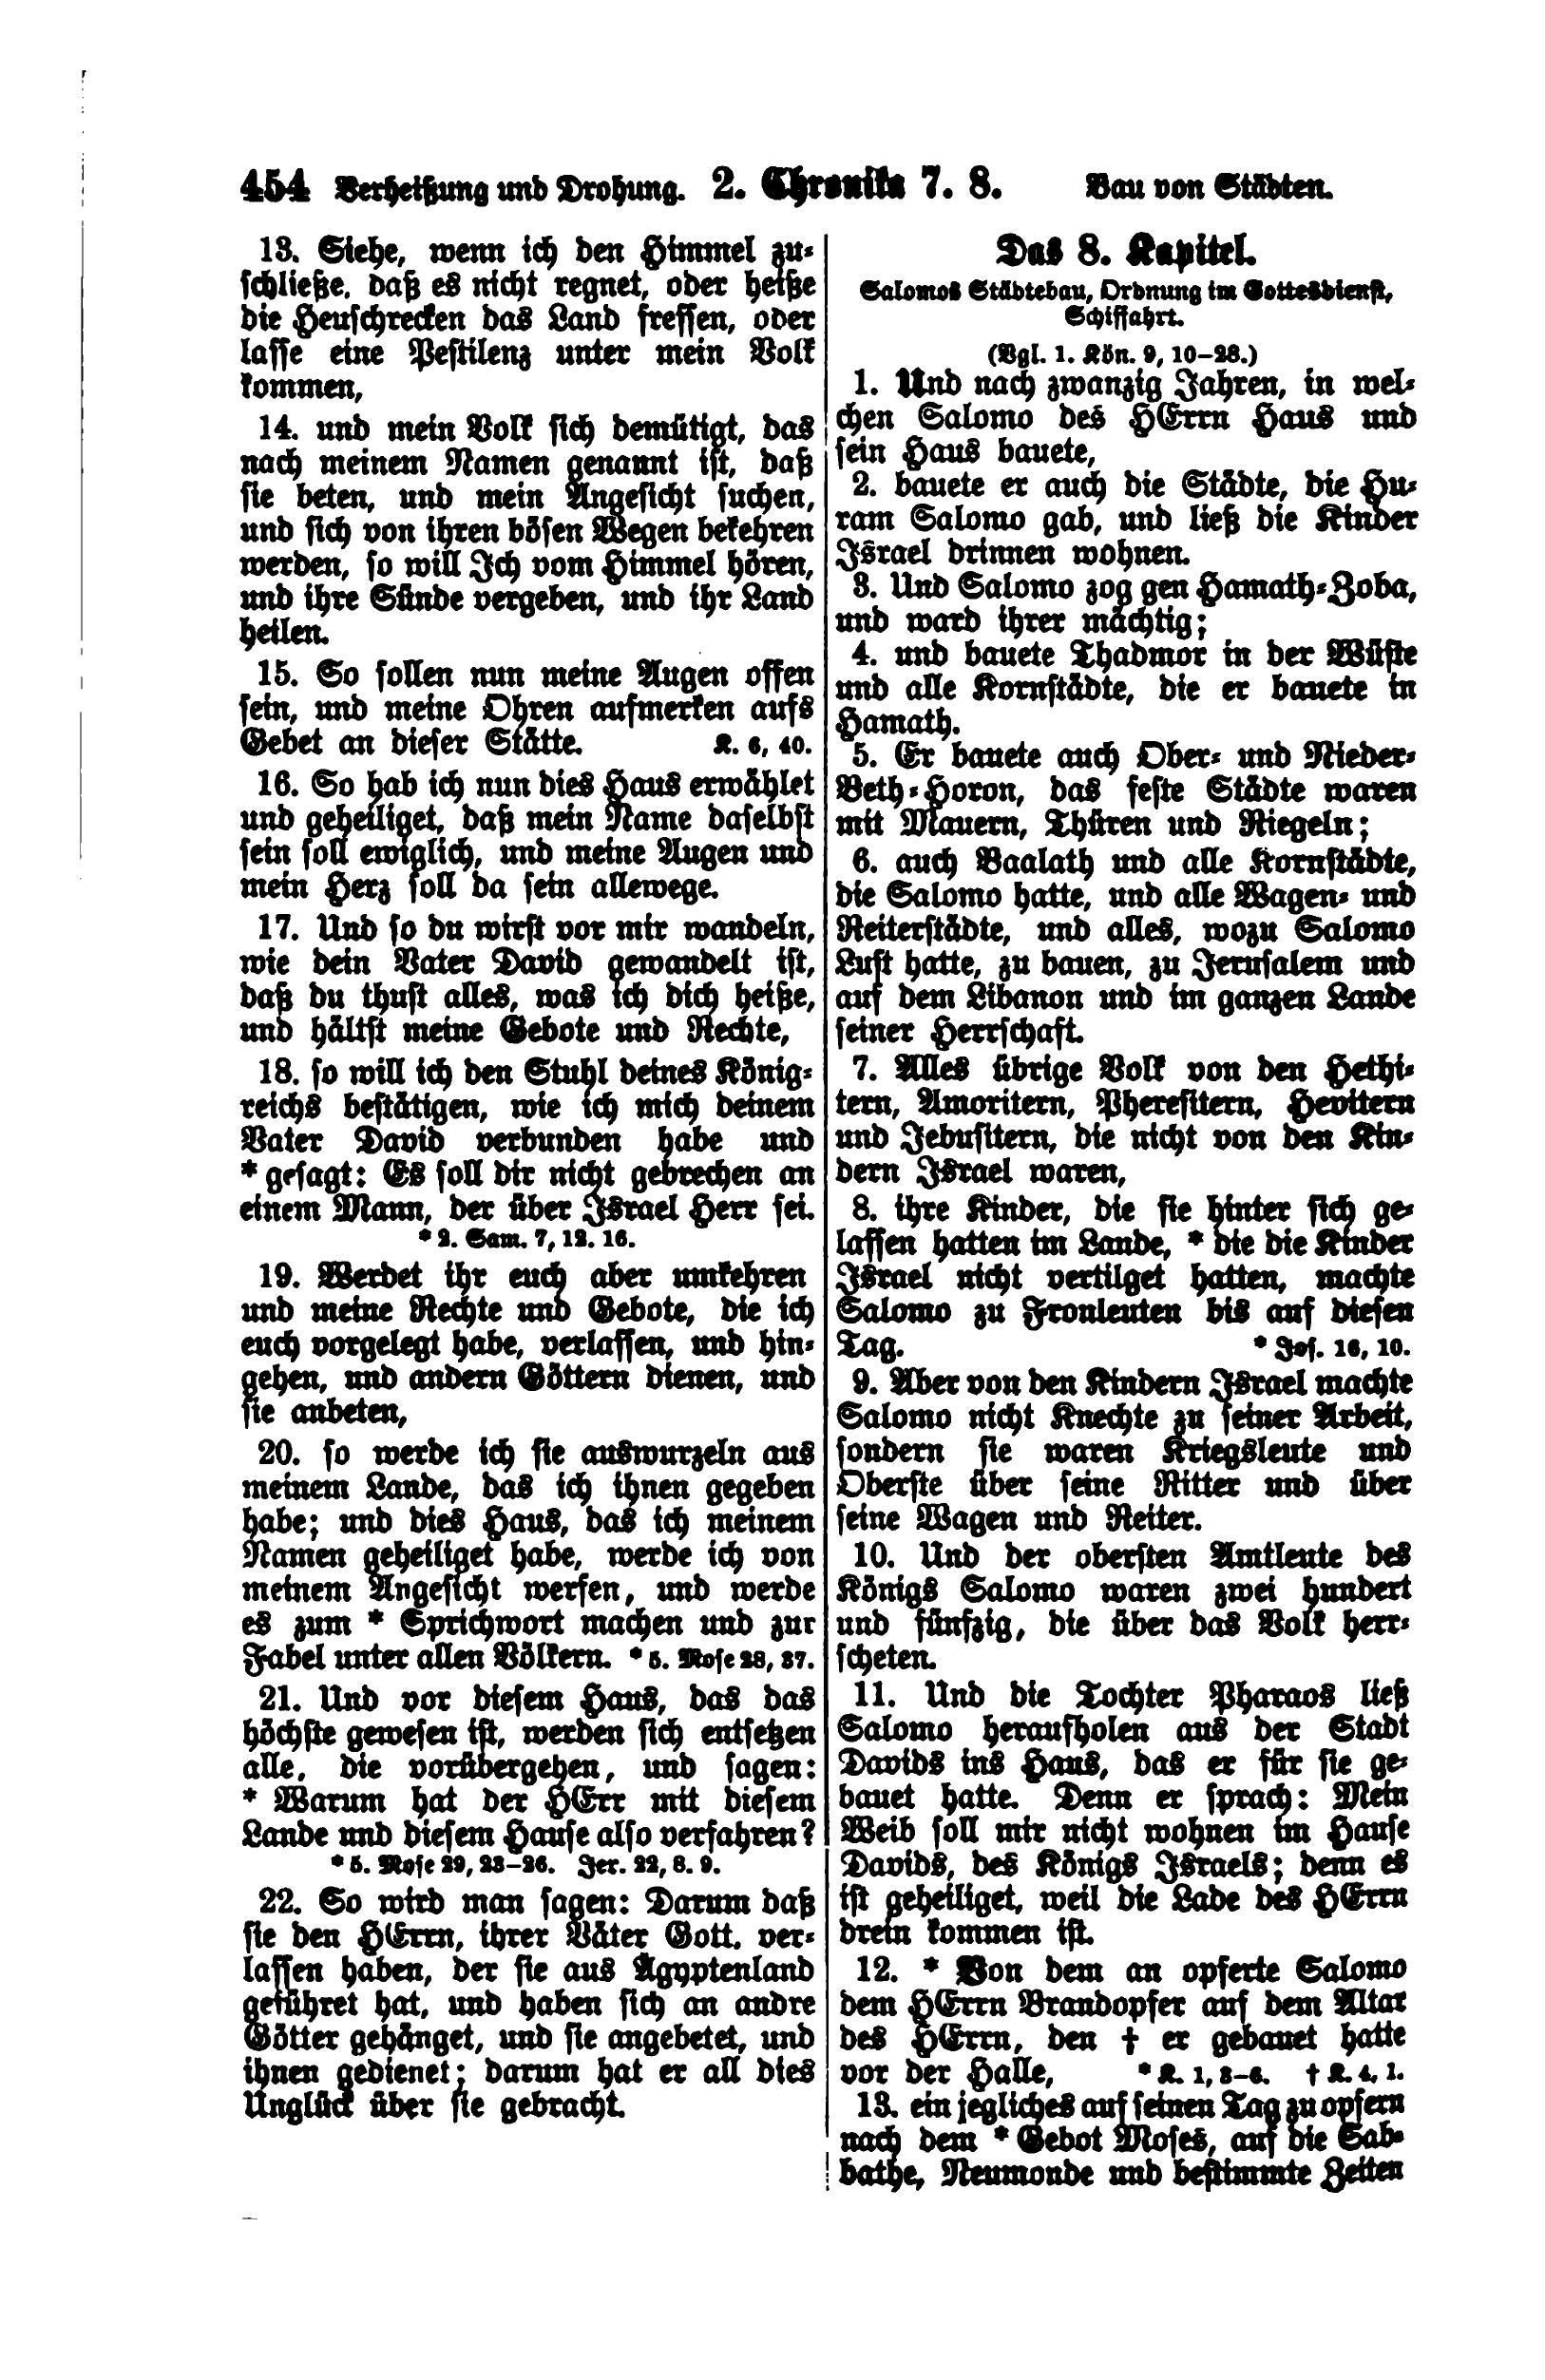 454 Verheißung und Drohung. 2. Chronika 7. 8. Bau von Städten.
13. Siehe, wenn ich den Himmel zu-
schließe, daß es nicht regnet, oder heiße
die Heuschrecken das Land fressen, oder
lasse eine Pestilenz unter mein Volk
kommen,
14. und mein Volk sich demütigt, das
nach meinem Namen genannt ist, daß
sie beten, und mein Angesicht suchen,
und sich von ihren bösen Wegen bekehren
werden, so will Ich vom Himmel hören,
und ihre Sünde vergeben, und ihr Land
heilen.
15. So sollen nun meine Augen offen
sein, und meine Ohren aufmerken aufs
Gebet an dieser Stätte. K. 6, 40.
16. So hab ich nun dies Haus erwählet
und geheiliget, daß mein Name daselbst
sein soll ewiglich, und meine Augen und
mein Herz soll da sein allewege.
17. Und so du wirst vor mir wandeln,
wie dein Vater David gewandelt ist,
daß du thust alles, was ich dich heiße,
und hältst meine Gebote und Rechte,
18. so will ich den Stuhl deines König-
reichs bestätigen, wie ich mich deinem
Vater David verbunden habe und
* gesagt: Es soll dir nicht gebrechen an
einem Mann, der über Israel Herr sei.
* 2. Sam. 7, 12. 16.
19. Werdet ihr euch aber umkehren
und meine Rechte und Gebote, die ich
euch vorgelegt habe, verlassen, und hin-
gehen, und andern Göttern dienen, und
sie anbeten,
20. so werde ich sie auswurzeln aus
meinem Lande, das ich ihnen gegeben
habe; und dies Haus, das ich meinem
Namen geheiliget habe, werde ich von
meinem Angesicht werfen, und werde
es zum * Sprichwort machen und zur
Fabel unter allen Völkern. * 5. Mose 28, 37.
21. Und vor diesem Haus, das das
höchste gewesen ist, werden sich entsetzen
alle, die vorübergehen, und sagen:
* Warum hat der HErr mit diesem
Lande und diesem Hause also verfahren?
* 5. Mose 29, 23–26. Jer. 22, 8. 9.
22. So wird man sagen: Darum daß
sie den HErrn, ihrer Väter Gott, ver-
lassen haben, der sie aus Ägyptenland
geführet hat, und haben sich an andre
Götter gehänget, und sie angebetet, und
ihnen gedienet; darum hat er all dies
Unglück über sie gebracht.
Das 8. Kapitel.
Salomos Städtebau, Ordnung im Gottesdienst,
Schiffahrt.
(Vgl. 1. Kön. 9, 10–28.)
1. Und nach zwanzig Jahren, in wel-
chen Salomo des HErrn Haus und
sein Haus bauete,
2. bauete er auch die Städte, die Hu-
ram Salomo gab, und ließ die Kinder
Israel drinnen wohnen.
3. Und Salomo zog gen Hamath-Zoba,
und ward ihrer mächtig;
4. und bauete Thadmor in der Wüste
und alle Kornstädte, die er bauete in
Hamath.
5. Er bauete auch Ober- und Nieder-
Beth-Horon, das feste Städte waren
mit Mauern, Thüren und Riegeln;
6. auch Baalath und alle Kornstädte,
die Salomo hatte, und alle Wagen- und
Reiterstädte, und alles, wozu Salomo
Lust hatte, zu bauen, zu Jerusalem und
auf dem Libanon und im ganzen Lande
seiner Herrschaft.
7. Alles übrige Volk von den Hethi-
tern, Amoritern, Pheresitern, Hevitern
und Jebusitern, die nicht von den Kin-
dern Israel waren,
8. ihre Kinder, die sie hinter sich ge-
lassen hatten im Lande, * die die Kinder
Israel nicht vertilget hatten, machte
Salomo zu Fronleuten bis auf diesen
Tag. * Jos. 16, 10.
9. Aber von den Kindern Israel machte
Salomo nicht Knechte zu seiner Arbeit,
sondern sie waren Kriegsleute und
Oberste über seine Ritter und über
seine Wagen und Reiter.
10. Und der obersten Amtleute des
Königs Salomo waren zwei hundert
und fünfzig, die über das Volk herr-
scheten.
11. Und die Tochter Pharaos ließ
Salomo heraufholen aus der Stadt
Davids ins Haus, das er für sie ge-
bauet hatte. Denn er sprach: Mein
Weib soll mir nicht wohnen im Hause
Davids, des Königs Israels; denn es
ist geheiliget, weil die Lade des HErrn
drein kommen ist.
12. * Von dem an opferte Salomo
dem HErrn Brandopfer auf dem Altar
des HErrn, den † er gebauet hatte
vor der Halle, * K. 1, 3–6. † K. 4, 1.
13. ein jegliches auf seinen Tag zu opfern
nach dem * Gebot Moses, auf die Sab-
bathe, Neumonde und bestimmte Zeiten